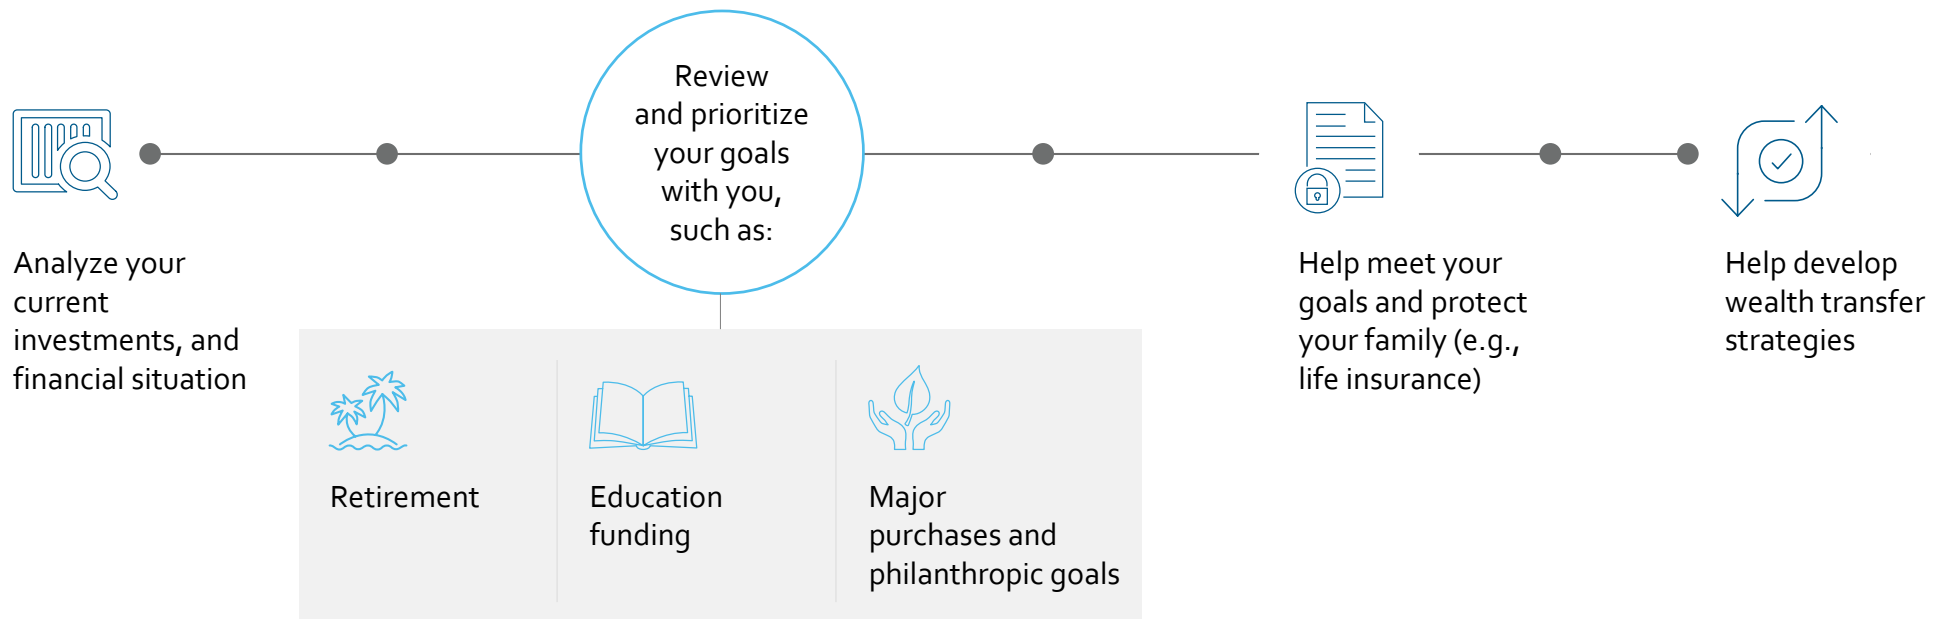 Analyze your
current
investments, and
financial situation
Review
and prioritize
your goals
with you,
such as:
Retirement
Education
funding
Major
purchases and
philanthropic goals
Help meet your
goals and protect
your family (e.g.,
life insurance)
Help develop
wealth transfer
strategies